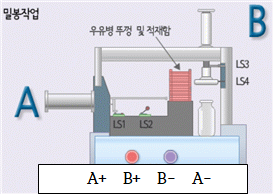 밀봉작업
우유병 뚜껑 및 적재함
B
LS3
LS4
A
LS1
LS2
A+ B+ B- A-